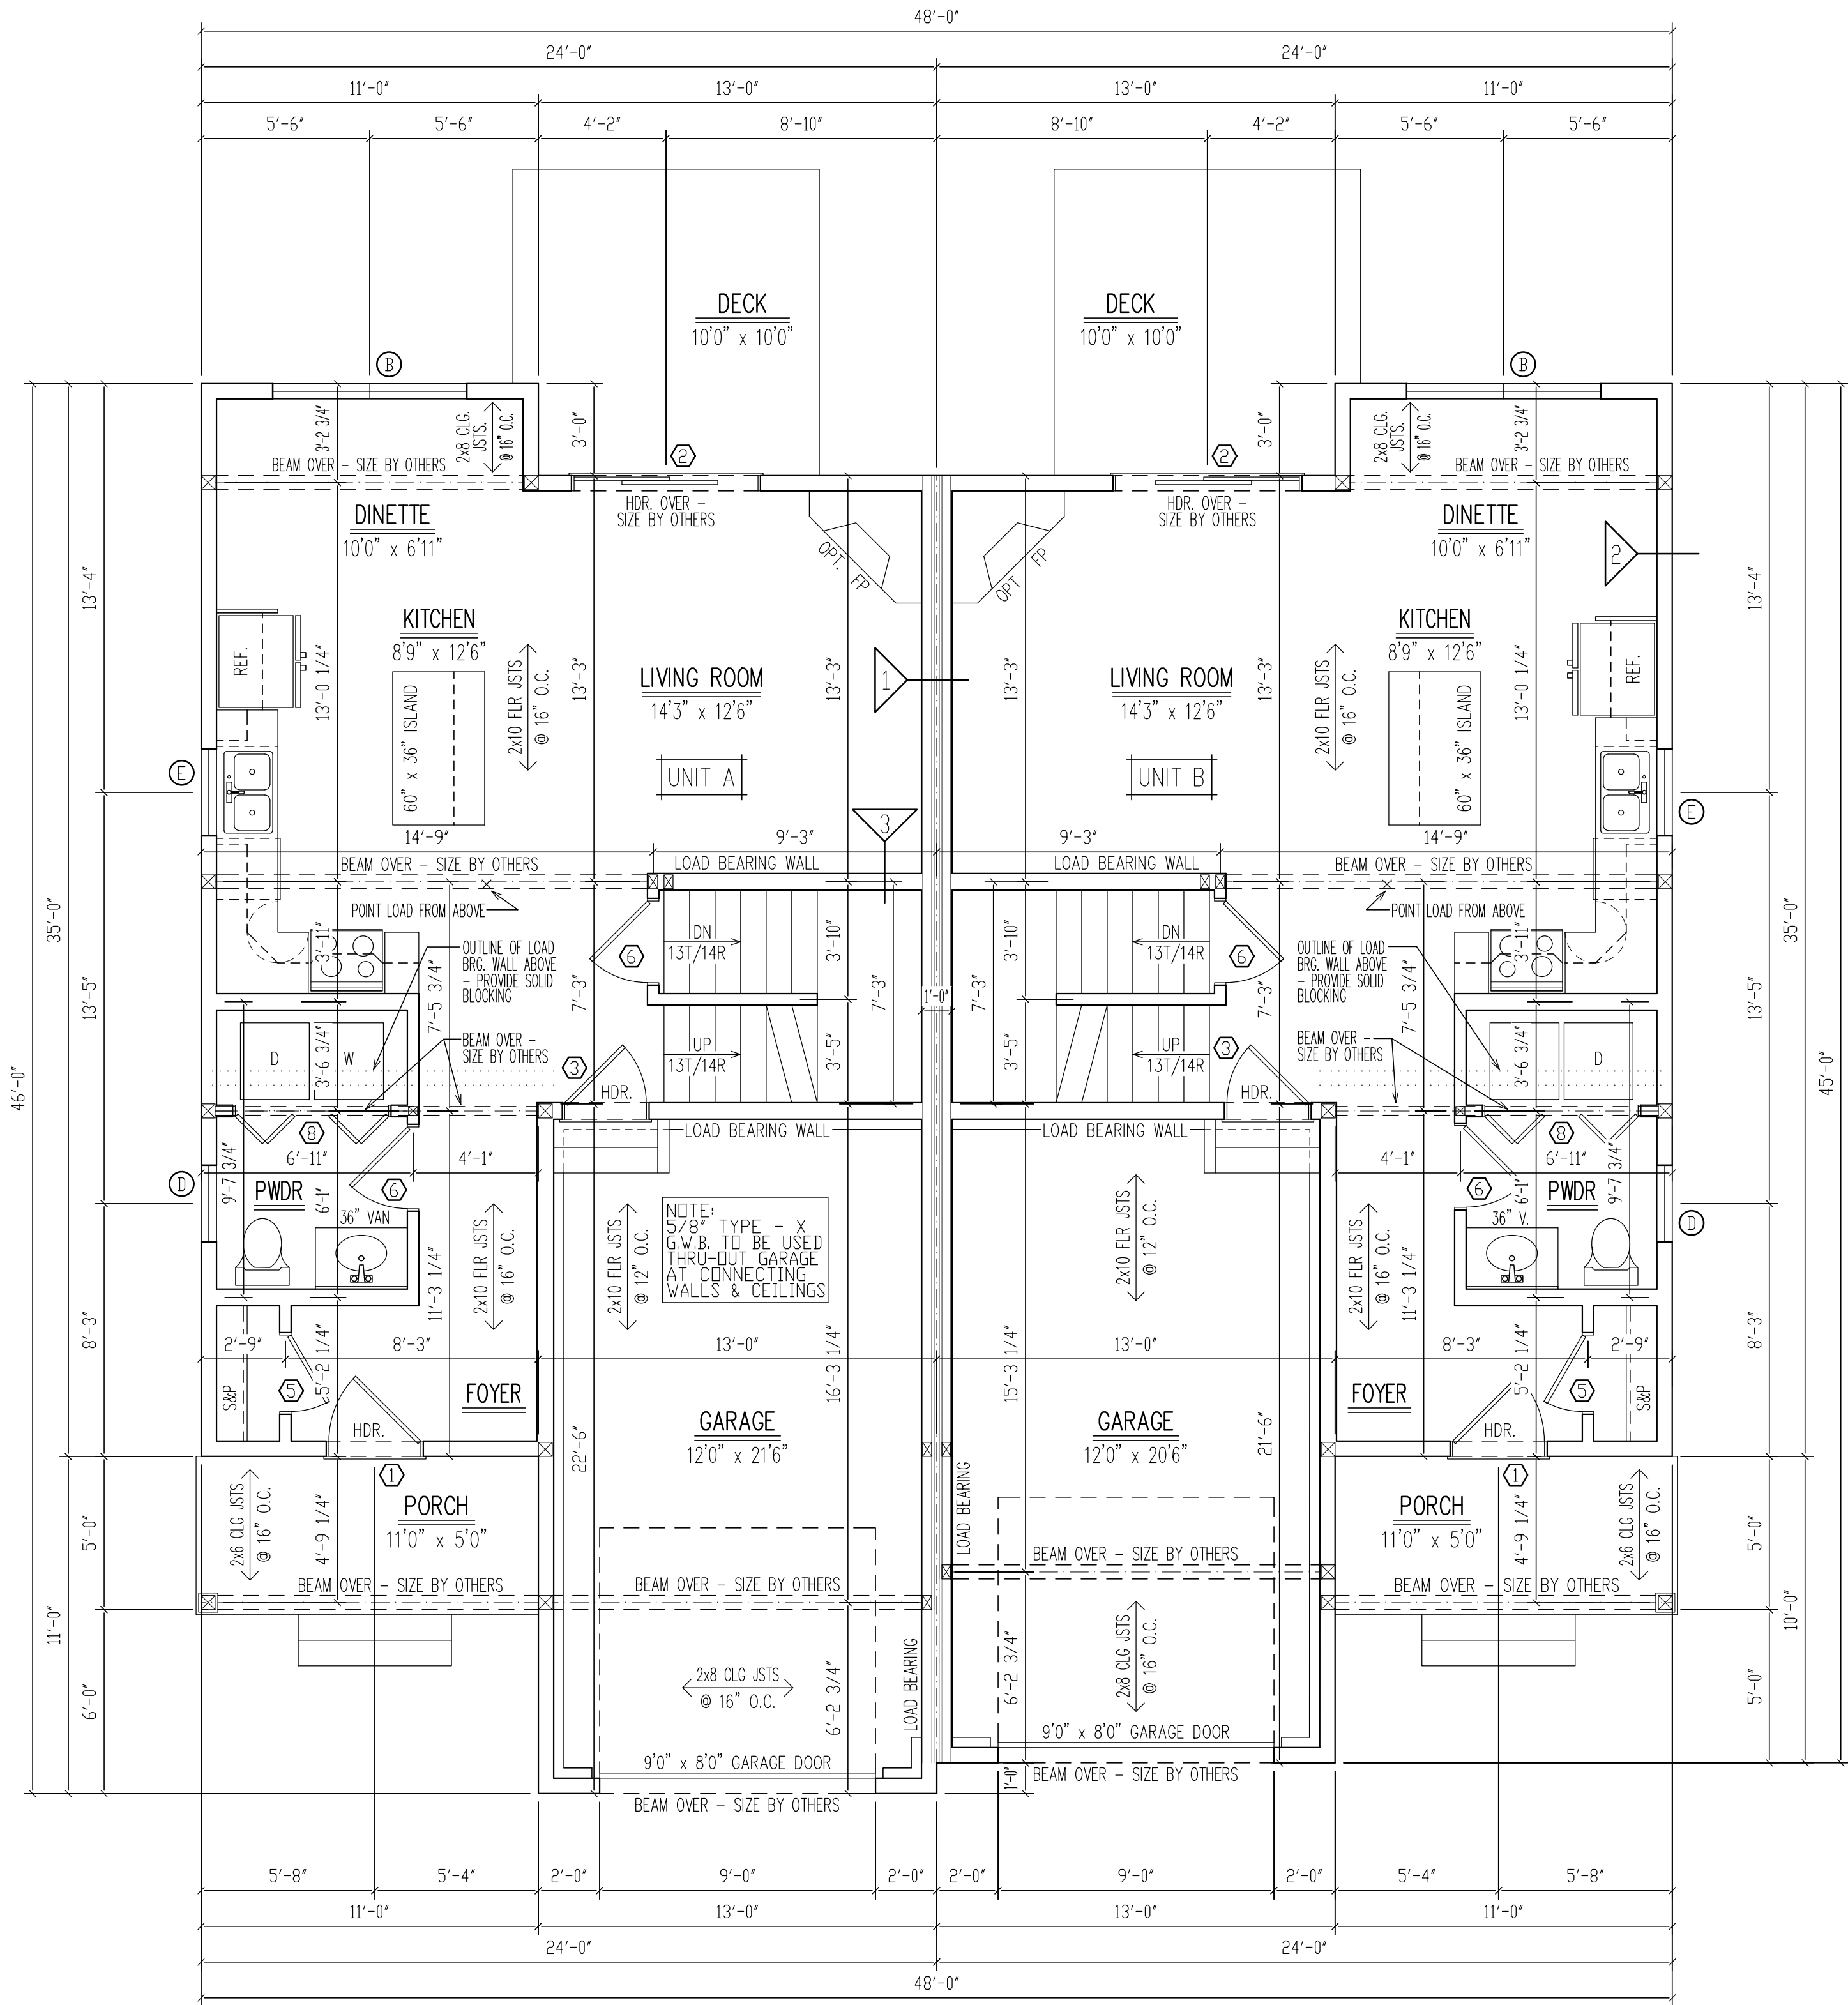 48'-0"
24'-0" 24'-0"
11'-0" 13'-0" 13'-0" 11'-0"
5'-6" 5'-6" 4'-2" 8'-10" 8'-10" 4'-2" 5'-6" 5'-6"
DECK
10'0" x 10'0"
DECK
10'0" x 10'0"
B
B
3'-2 3/4"
2x8 CLG.
JSTS.
@ 16" O.C.
3'-0"
3'-0"
2x8 CLG.
JSTS.
@ 16" O.C.
3'-2 3/4"
BEAM OVER - SIZE BY OTHERS
2
2
BEAM OVER - SIZE BY OTHERS
HDR. OVER -
SIZE BY OTHERS
HDR. OVER -
SIZE BY OTHERS
DINETTE
10'0" x 6'11"
DINETTE
10'0" x 6'11"
OPT. FP
OPT FP
2
13'-4"
13'-4"
KITCHEN
8'9" x 12'6"
KITCHEN
8'9" x 12'6"
REF.
REF.
13'-0 1/4"
60" x 36" ISLAND
2x10 FLR JSTS
@ 16" O.C.
13'-3"
LIVING ROOM
14'3" x 12'6"
13'-3"
1
13'-3"
LIVING ROOM
14'3" x 12'6"
13'-3"
2x10 FLR JSTS
@ 16" O.C.
60" x 36" ISLAND
13'-0 1/4"
UNIT A
UNIT B
E
E
3
14'-9" 9'-3" 9'-3" 14'-9"
BEAM OVER - SIZE BY OTHERS
LOAD BEARING WALL
LOAD BEARING WALL
BEAM OVER - SIZE BY OTHERS
POINT LOAD FROM ABOVE
POINT LOAD FROM ABOVE
46'-0"
35'-0"
13'-5"
13'-5"
35'-0"
45'-0"
3'-11"
OUTLINE OF LOAD
BRG. WALL ABOVE
- PROVIDE SOLID
BLOCKING
7'-5 3/4"
6
DN
13T/14R
3'-10"
7'-3"
7'-3"
1'-0"
7'-3"
3'-10"
DN
13T/14R
6
7'-3"
OUTLINE OF LOAD
BRG. WALL ABOVE
- PROVIDE SOLID
BLOCKING
7'-5 3/4"
3'-11"
D
3'-6 3/4"
W
BEAM OVER -
SIZE BY OTHERS
3
HDR.
UP
13T/14R
3'-5"
3'-5"
UP
13T/14R
3
HDR.
BEAM OVER -
SIZE BY OTHERS
3'-6 3/4"
D
LOAD BEARING WALL
LOAD BEARING WALL
8
8
6'-11" 4'-1"
4'-1" 6'-11"
D
9'-7 3/4"
PWDR
6'-1"
6
36" VAN
6
6'-1"
PWDR
9'-7 3/4"
36" V.
D
11'-3 1/4"
2x10 FLR JSTS
@ 16" O.C.
2x10 FLR JSTS
@ 12" O.C.
NOTE:
5/8" TYPE - X
G.W.B. TO BE USED
THRU-OUT GARAGE
AT CONNECTING
WALLS & CEILINGS
2x10 FLR JSTS
@ 12" O.C.
2x10 FLR JSTS
@ 16" O.C.
11'-3 1/4"
2'-9" 8'-3" 13'-0" 13'-0" 8'-3" 2'-9"
8'-3"
8'-3"
S&P
5
5'-2 1/4"
HDR.
FOYER
16'-3 1/4"
15'-3 1/4"
FOYER
5'-2 1/4"
HDR.
5
S&P
22'-6"
GARAGE
12'0" x 21'6"
GARAGE
12'0" x 20'6"
21'-6"
1
1
2x6 CLG JSTS
@ 16" O.C.
4'-9 1/4"
PORCH
11'0" x 5'0"
LOAD BEARING
PORCH
11'0" x 5'0"
4'-9 1/4"
2x6 CLG JSTS
@ 16" O.C.
5'-0"
5'-0"
BEAM OVER - SIZE BY OTHERS
BEAM OVER - SIZE BY OTHERS
BEAM OVER - SIZE BY OTHERS
BEAM OVER - SIZE BY OTHERS
11'-0"
6'-0"
10'-0"
5'-0"
2x8 CLG JSTS
@ 16" O.C.
6'-2 3/4"
LOAD BEARING
6'-2 3/4"
2x8 CLG JSTS
@ 16" O.C.
9'0" x 8'0" GARAGE DOOR
9'0" x 8'0" GARAGE DOOR
BEAM OVER - SIZE BY OTHERS
1'-0"
BEAM OVER - SIZE BY OTHERS
5'-8" 5'-4" 2'-0" 9'-0" 2'-0" 2'-0" 9'-0" 2'-0" 5'-4" 5'-8"
11'-0" 13'-0" 13'-0" 11'-0"
24'-0" 24'-0"
48'-0"